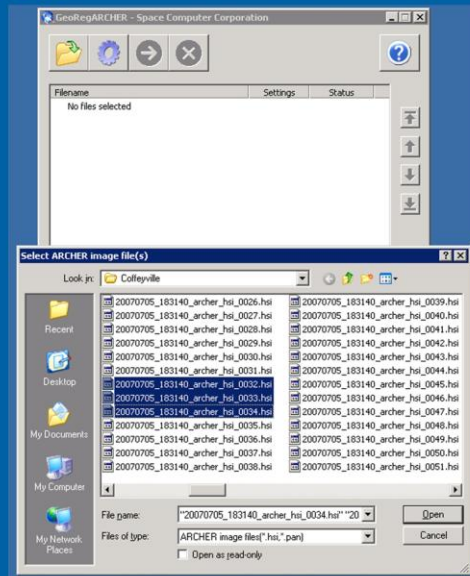 GeoRegARCHER - Space Computer Corporation
Filename Settings Status
No files selected
Select ARCHER image file(s)
Look in: Coffeyville
Recent
Desktop
My Documents
My Computer
My Network Places
20070705_183140_archer_hsi_0026.hsi
20070705_183140_archer_hsi_0027.hsi
20070705_183140_archer_hsi_0028.hsi
20070705_183140_archer_hsi_0029.hsi
20070705_183140_archer_hsi_0030.hsi
20070705_183140_archer_hsi_0031.hsi
20070705_183140_archer_hsi_0032.hsi
20070705_183140_archer_hsi_0033.hsi
20070705_183140_archer_hsi_0034.hsi
20070705_183140_archer_hsi_0035.hsi
20070705_183140_archer_hsi_0036.hsi
20070705_183140_archer_hsi_0037.hsi
20070705_183140_archer_hsi_0038.hsi
20070705_183140_archer_hsi_0039.hsi
20070705_183140_archer_hsi_0040.hsi
20070705_183140_archer_hsi_0041.hsi
20070705_183140_archer_hsi_0042.hsi
20070705_183140_archer_hsi_0043.hsi
20070705_183140_archer_hsi_0044.hsi
20070705_183140_archer_hsi_0045.hsi
20070705_183140_archer_hsi_0046.hsi
20070705_183140_archer_hsi_0047.hsi
20070705_183140_archer_hsi_0048.hsi
20070705_183140_archer_hsi_0049.hsi
20070705_183140_archer_hsi_0050.hsi
20070705_183140_archer_hsi_0051.hsi
File name: "20070705_183140_archer_hsi_0034.hsi" "20
Open
Files of type: ARCHER image files(*.hsi,*.pan)
Cancel
Open as read-only